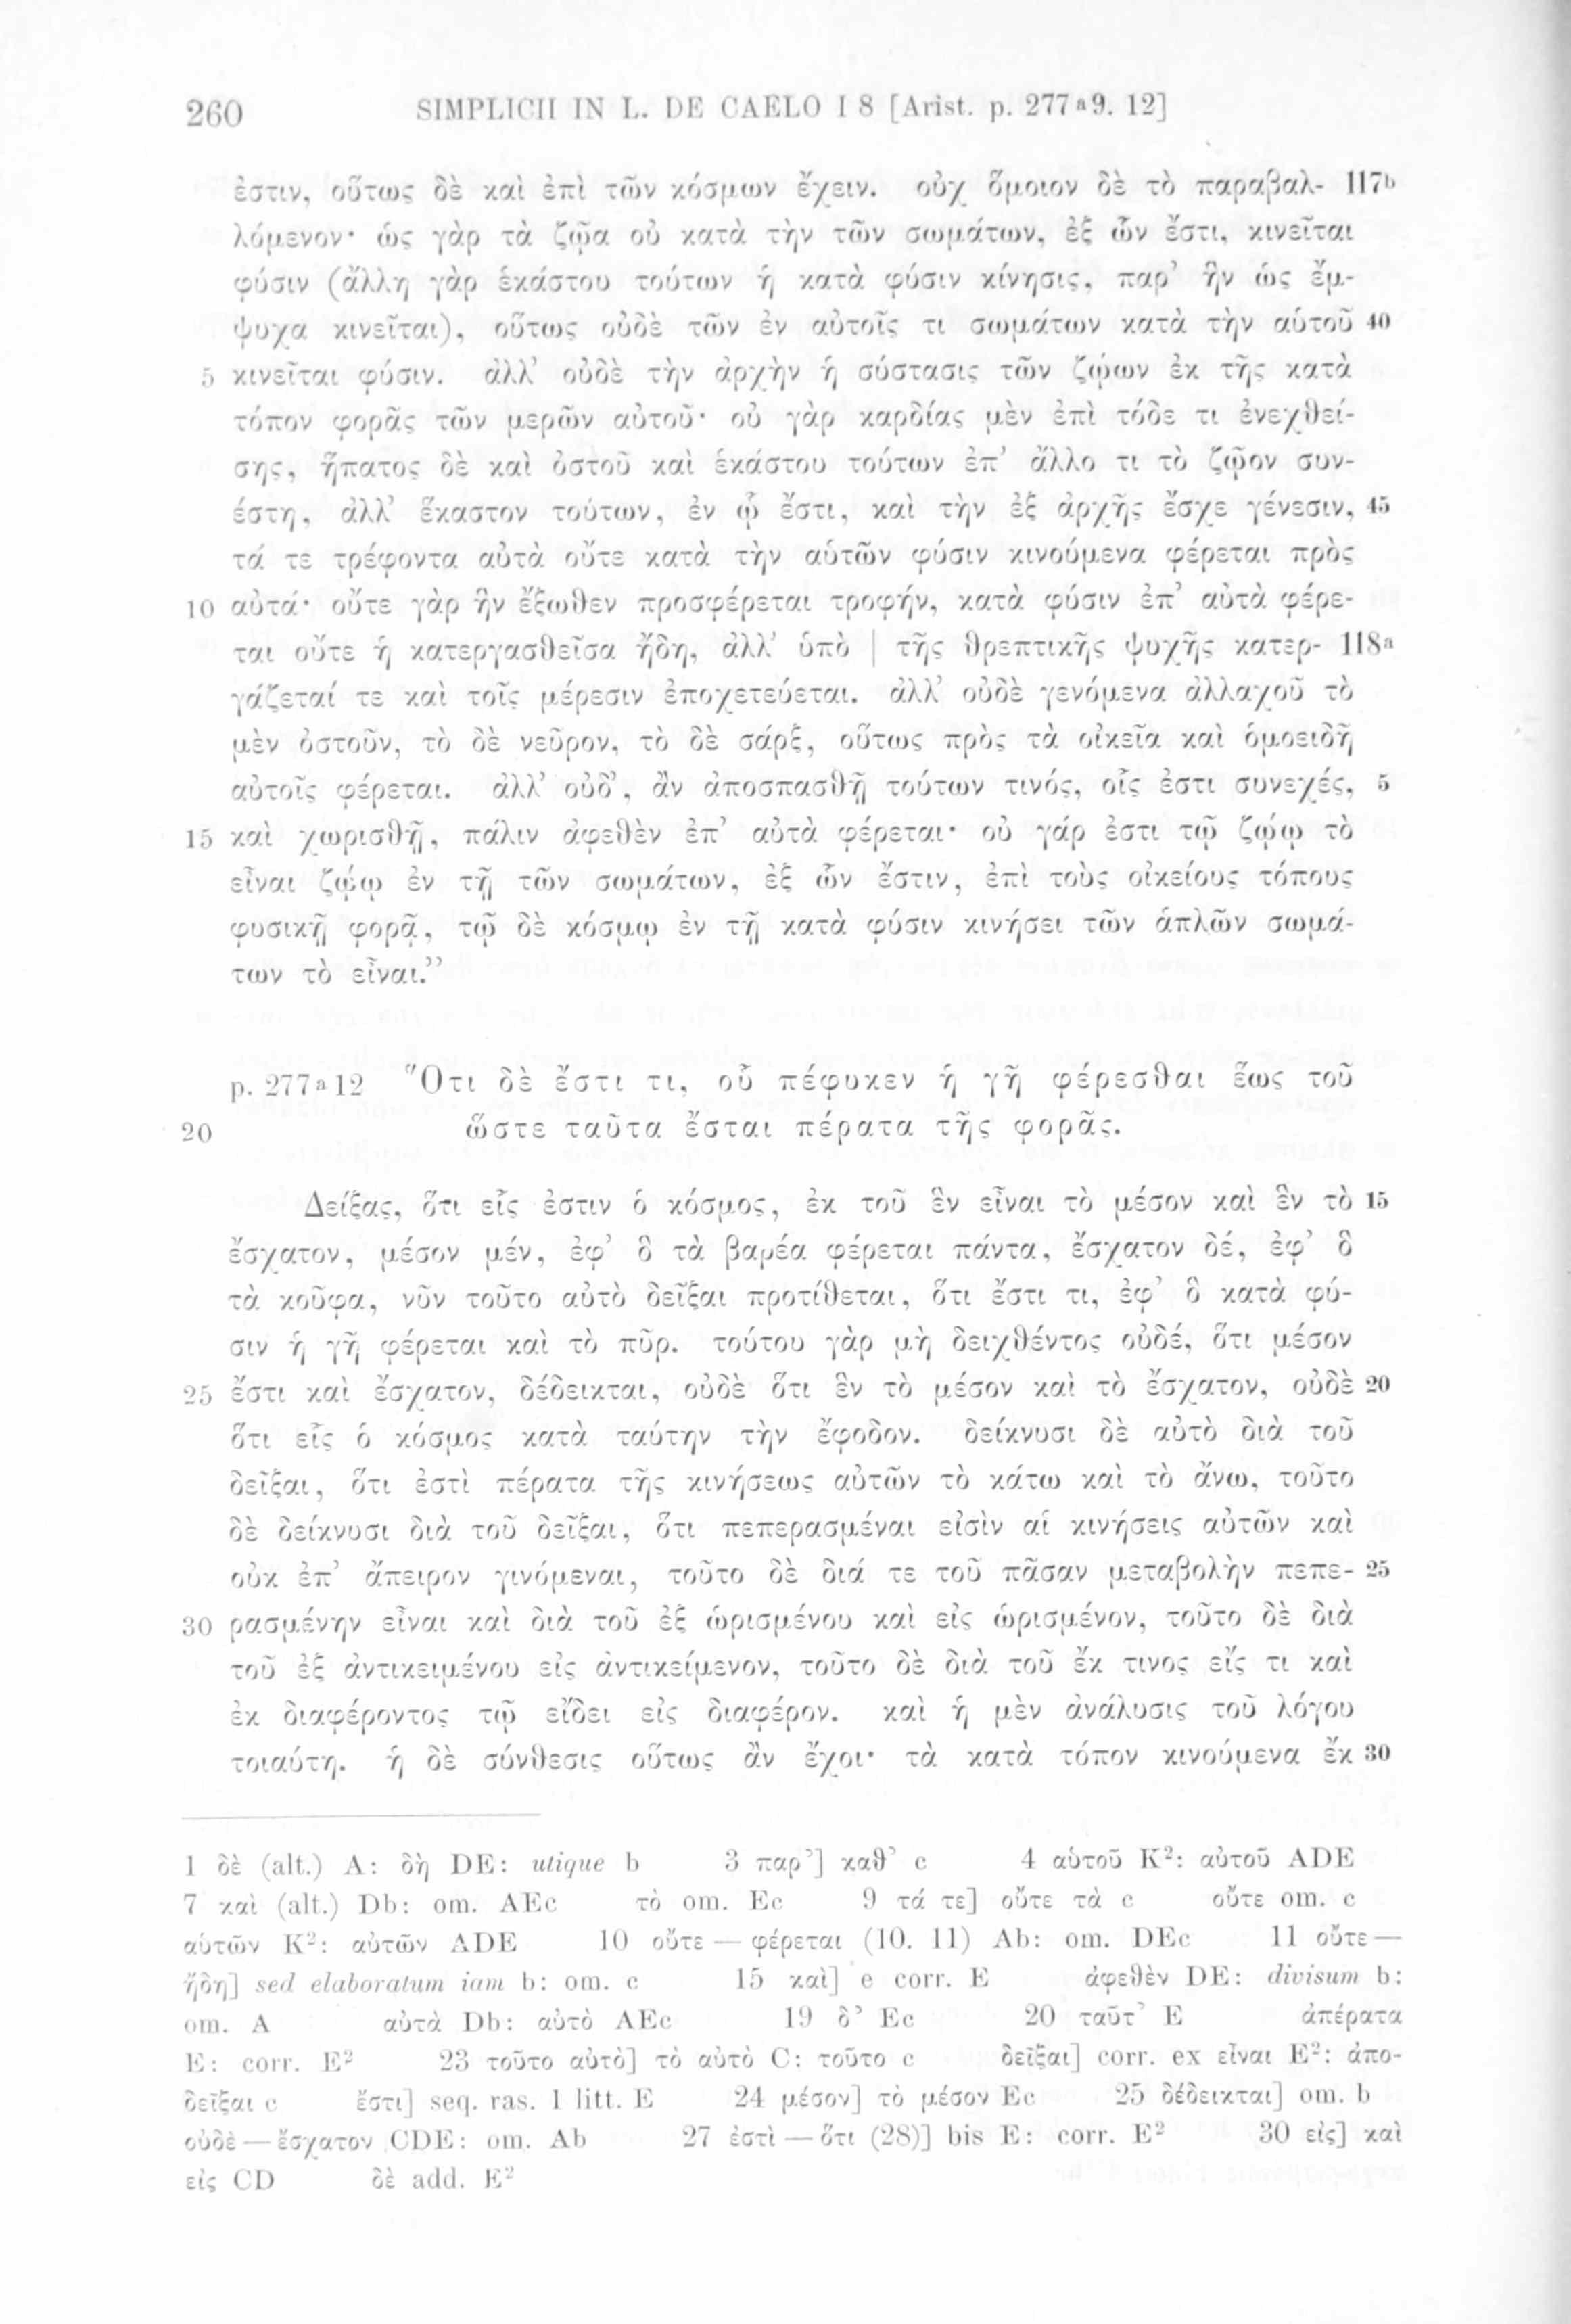 260 SIMPLICII IN L. DE CAELO I 8 [Arist. p. 277ᵃ9. 12]
ἐστιν, οὕτως δὲ καὶ ἐπὶ τῶν κόσμων ἔχειν. οὐχ ὅμοιον δὲ τὸ παραβαλ- 117ᵇ
λόμενον· ὡς γὰρ τὰ ζῷα οὐ κατὰ τὴν τῶν σωμάτων, ἐξ ὧν ἔστι, κινεῖται
φύσιν (ἄλλη γὰρ ἑκάστου τούτων ἡ κατὰ φύσιν κίνησις, παρ’ ἣν ὡς ἔμ-
ψυχα κινεῖται), οὕτως οὐδὲ τῶν ἐν αὐτοῖς τι σωμάτων κατὰ τὴν αὑτοῦ 40
5 κινεῖται φύσιν. ἀλλ’ οὐδὲ τὴν ἀρχὴν ἡ σύστασις τῶν ζῴων ἐκ τῆς κατὰ
τόπον φορᾶς τῶν μερῶν αὐτοῦ· οὐ γὰρ καρδίας μὲν ἐπὶ τόδε τι ἐνεχθεί-
σης, ἥπατος δὲ καὶ ὀστοῦ καὶ ἑκάστου τούτων ἐπ’ ἄλλο τι τὸ ζῷον συν-
έστη, ἀλλ’ ἕκαστον τούτων, ἐν ᾧ ἔστι, καὶ τὴν ἐξ ἀρχῆς ἔσχε γένεσιν, 45
τά τε τρέφοντα αὐτὰ οὔτε κατὰ τὴν αὑτῶν φύσιν κινούμενα φέρεται πρὸς
10 αὐτά· οὔτε γὰρ ἣν ἔξωθεν προσφέρεται τροφήν, κατὰ φύσιν ἐπ’ αὐτὰ φέρε-
ται οὔτε ἡ κατεργασθεῖσα ἤδη, ἀλλ’ ὑπὸ | τῆς θρεπτικῆς ψυχῆς κατερ- 118ᵃ
γάζεταί τε καὶ τοῖς μέρεσιν ἐποχετεύεται. ἀλλ’ οὐδὲ γενόμενα ἀλλαχοῦ τὸ
μὲν ὀστοῦν, τὸ δὲ νεῦρον, τὸ δὲ σάρξ, οὕτως πρὸς τὰ οἰκεῖα καὶ ὁμοειδῆ
αὐτοῖς φέρεται. ἀλλ’ οὐδ’, ἂν ἀποσπασθῇ τούτων τινός, οἷς ἐστι συνεχές, 5
15 καὶ χωρισθῇ, πάλιν ἀφεθὲν ἐπ’ αὐτὰ φέρεται· οὐ γάρ ἐστι τῷ ζῴῳ τὸ
εἶναι ζῴῳ ἐν τῇ τῶν σωμάτων, ἐξ ὧν ἔστιν, ἐπὶ τοὺς οἰκείους τόπους
φυσικῇ φορᾷ, τῷ δὲ κόσμῳ ἐν τῇ κατὰ φύσιν κινήσει τῶν ἁπλῶν σωμά-
των τὸ εἶναι.”
p. 277ᵃ12 Ὅτι δὲ ἔστι τι, οὗ πέφυκεν ἡ γῆ φέρεσθαι ἕως τοῦ
20 ὥστε ταῦτα ἔσται πέρατα τῆς φορᾶς.
Δείξας, ὅτι εἷς ἐστιν ὁ κόσμος, ἐκ τοῦ ἓν εἶναι τὸ μέσον καὶ ἓν τὸ 15
ἔσχατον, μέσον μέν, ἐφ’ ὃ τὰ βαρέα φέρεται πάντα, ἔσχατον δέ, ἐφ’ ὃ
τὰ κοῦφα, νῦν τοῦτο αὐτὸ δεῖξαι προτίθεται, ὅτι ἔστι τι, ἐφ’ ὃ κατὰ φύ-
σιν ἡ γῆ φέρεται καὶ τὸ πῦρ. τούτου γὰρ μὴ δειχθέντος οὐδέ, ὅτι μέσον
25 ἔστι καὶ ἔσχατον, δέδεικται, οὐδὲ ὅτι ἓν τὸ μέσον καὶ τὸ ἔσχατον, οὐδὲ 20
ὅτι εἷς ὁ κόσμος κατὰ ταύτην τὴν ἔφοδον. δείκνυσι δὲ αὐτὸ διὰ τοῦ
δεῖξαι, ὅτι ἐστὶ πέρατα τῆς κινήσεως αὐτῶν τὸ κάτω καὶ τὸ ἄνω, τοῦτο
δὲ δείκνυσι διὰ τοῦ δεῖξαι, ὅτι πεπερασμέναι εἰσὶν αἱ κινήσεις αὐτῶν καὶ
οὐκ ἐπ’ ἄπειρον γινόμεναι, τοῦτο δὲ διά τε τοῦ πᾶσαν μεταβολὴν πεπε- 25
30 ρασμένην εἶναι καὶ διὰ τοῦ ἐξ ὡρισμένου καὶ εἰς ὡρισμένον, τοῦτο δὲ διὰ
τοῦ ἐξ ἀντικειμένου εἰς ἀντικείμενον, τοῦτο δὲ διὰ τοῦ ἔκ τινος εἴς τι καὶ
ἐκ διαφέροντος τῷ εἴδει εἰς διαφέρον. καὶ ἡ μὲν ἀνάλυσις τοῦ λόγου
τοιαύτη. ἡ δὲ σύνθεσις οὕτως ἂν ἔχοι· τὰ κατὰ τόπον κινούμενα ἔκ 30
1 δὲ (alt.) A: δὴ DE: utique b 3 παρ’] καθ’ c 4 αὑτοῦ K²: αὐτοῦ ADE
7 καὶ (alt.) Db: om. AEc τὸ om. Ec 9 τά τε] οὔτε τὰ c οὔτε om. c
αὑτῶν K²: αὐτῶν ADE 10 οὔτε — φέρεται (10. 11) Ab: om. DEc 11 οὔτε —
ἤδη] sed elaboratum iam b: om. c 15 καὶ] e corr. E ἀφεθὲν DE: divisum b:
om. A αὐτὰ Db: αὐτὸ AEc 19 δ’ Ec 20 ταῦτ’ E ἀπέρατα
E: corr. E² 23 τοῦτο αὐτὸ] τὸ αὐτὸ C: τοῦτο c δεῖξαι] corr. ex εἶναι E²: ἀπο-
δεῖξαι c ἔστι] seq. ras. 1 litt. E 24 μέσον] τὸ μέσον Ec 25 δέδεικται] om. b
οὐδὲ — ἔσχατον CDE: om. Ab 27 ἐστὶ — ὅτι (28)] bis E: corr. E² 30 εἰς] καὶ
εἰς CD δὲ add. E²